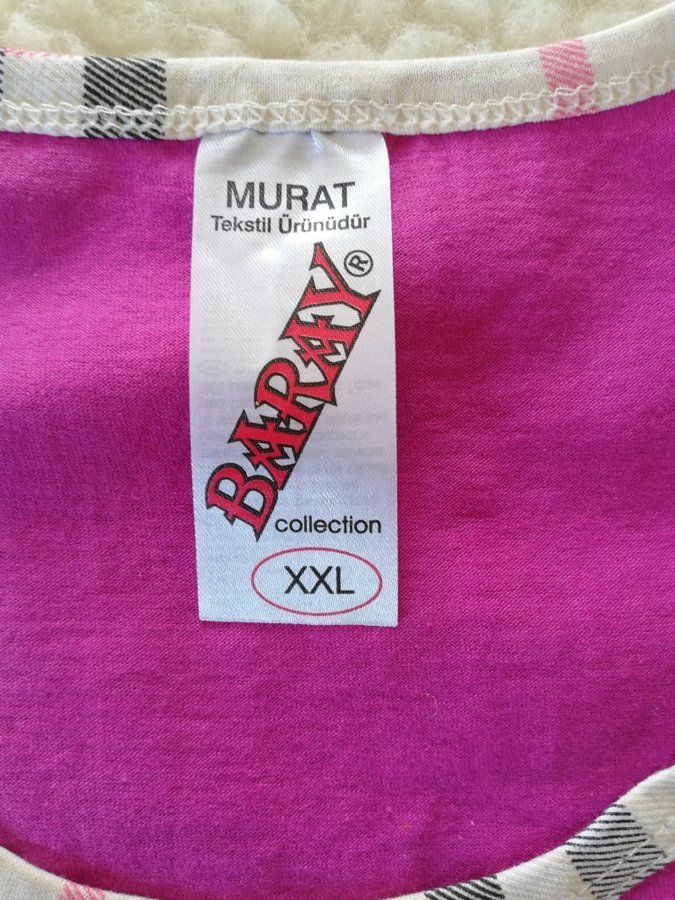 MURAT
Tekstil Ürünüdür
BARAY®
collection
XXL